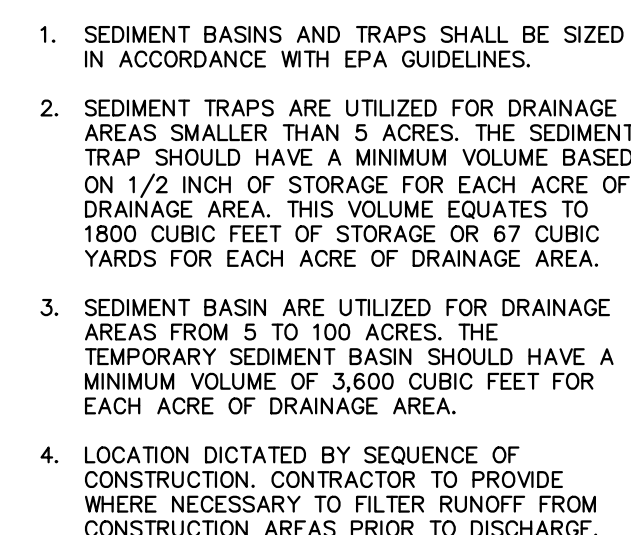 1. SEDIMENT BASINS AND TRAPS SHALL BE SIZED
IN ACCORDANCE WITH EPA GUIDELINES.
2. SEDIMENT TRAPS ARE UTILIZED FOR DRAINAGE
AREAS SMALLER THAN 5 ACRES. THE SEDIMENT
TRAP SHOULD HAVE A MINIMUM VOLUME BASED
ON 1/2 INCH OF STORAGE FOR EACH ACRE OF
DRAINAGE AREA. THIS VOLUME EQUATES TO
1800 CUBIC FEET OF STORAGE OR 67 CUBIC
YARDS FOR EACH ACRE OF DRAINAGE AREA.
3. SEDIMENT BASIN ARE UTILIZED FOR DRAINAGE
AREAS FROM 5 TO 100 ACRES. THE
TEMPORARY SEDIMENT BASIN SHOULD HAVE A
MINIMUM VOLUME OF 3,600 CUBIC FEET FOR
EACH ACRE OF DRAINAGE AREA.
4. LOCATION DICTATED BY SEQUENCE OF
CONSTRUCTION. CONTRACTOR TO PROVIDE
WHERE NECESSARY TO FILTER RUNOFF FROM
CONSTRUCTION AREAS PRIOR TO DISCHARGE.